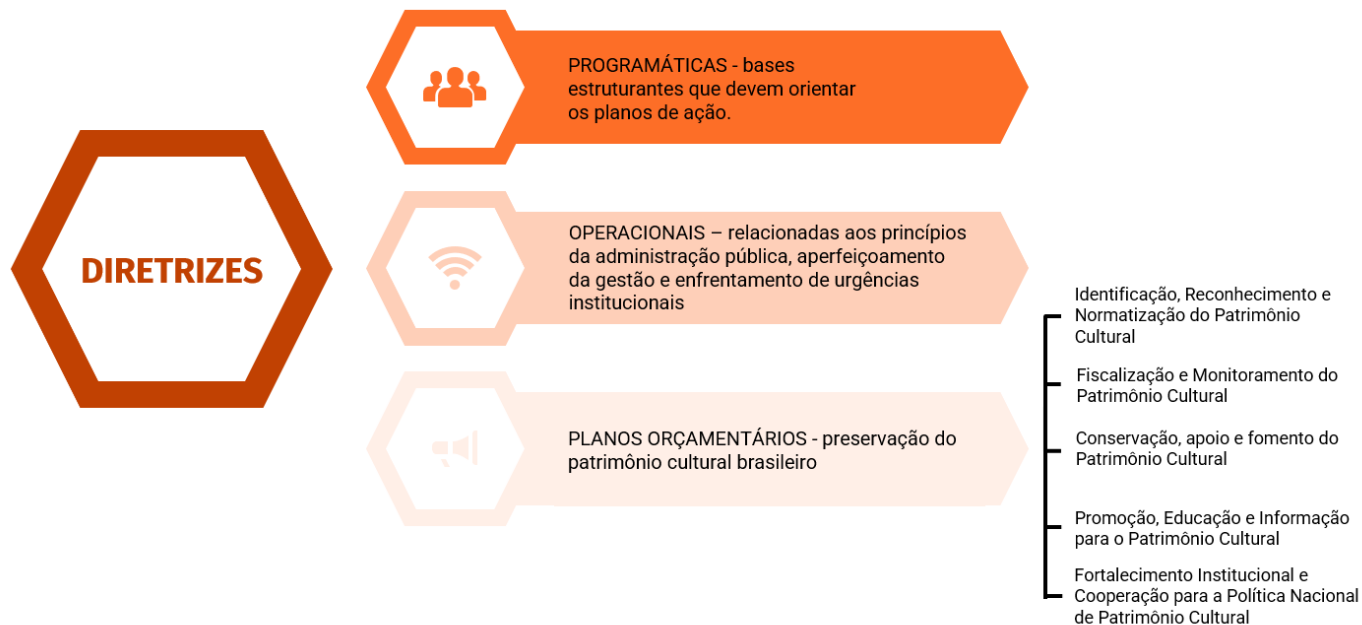 DIRETRIZES
PROGRAMÁTICAS - bases
estruturantes que devem orientar
os planos de ação.
OPERACIONAIS – relacionadas aos princípios
da administração pública, aperfeiçoamento
da gestão e enfrentamento de urgências
institucionais
PLANOS ORÇAMENTÁRIOS - preservação do
patrimônio cultural brasileiro
Identificação, Reconhecimento e
Normatização do Patrimônio
Cultural
Fiscalização e Monitoramento do
Patrimônio Cultural
Conservação, apoio e fomento do
Patrimônio Cultural
Promoção, Educação e Informação
para o Patrimônio Cultural
Fortalecimento Institucional e
Cooperação para a Política Nacional
de Patrimônio Cultural